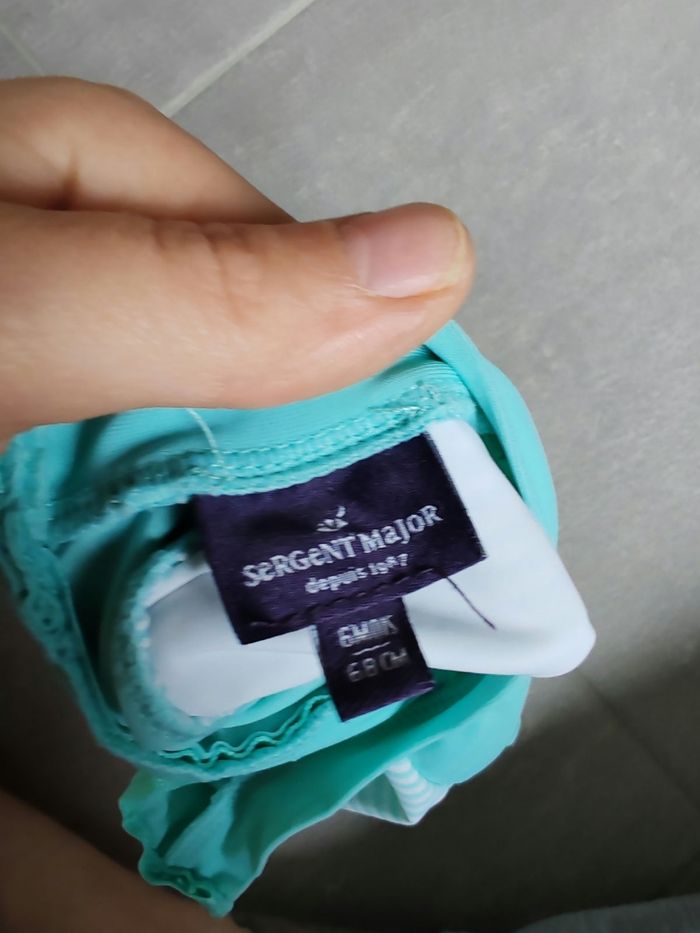 SeRGeNT MaJoR
depuis 1987
6MOIS
68CM